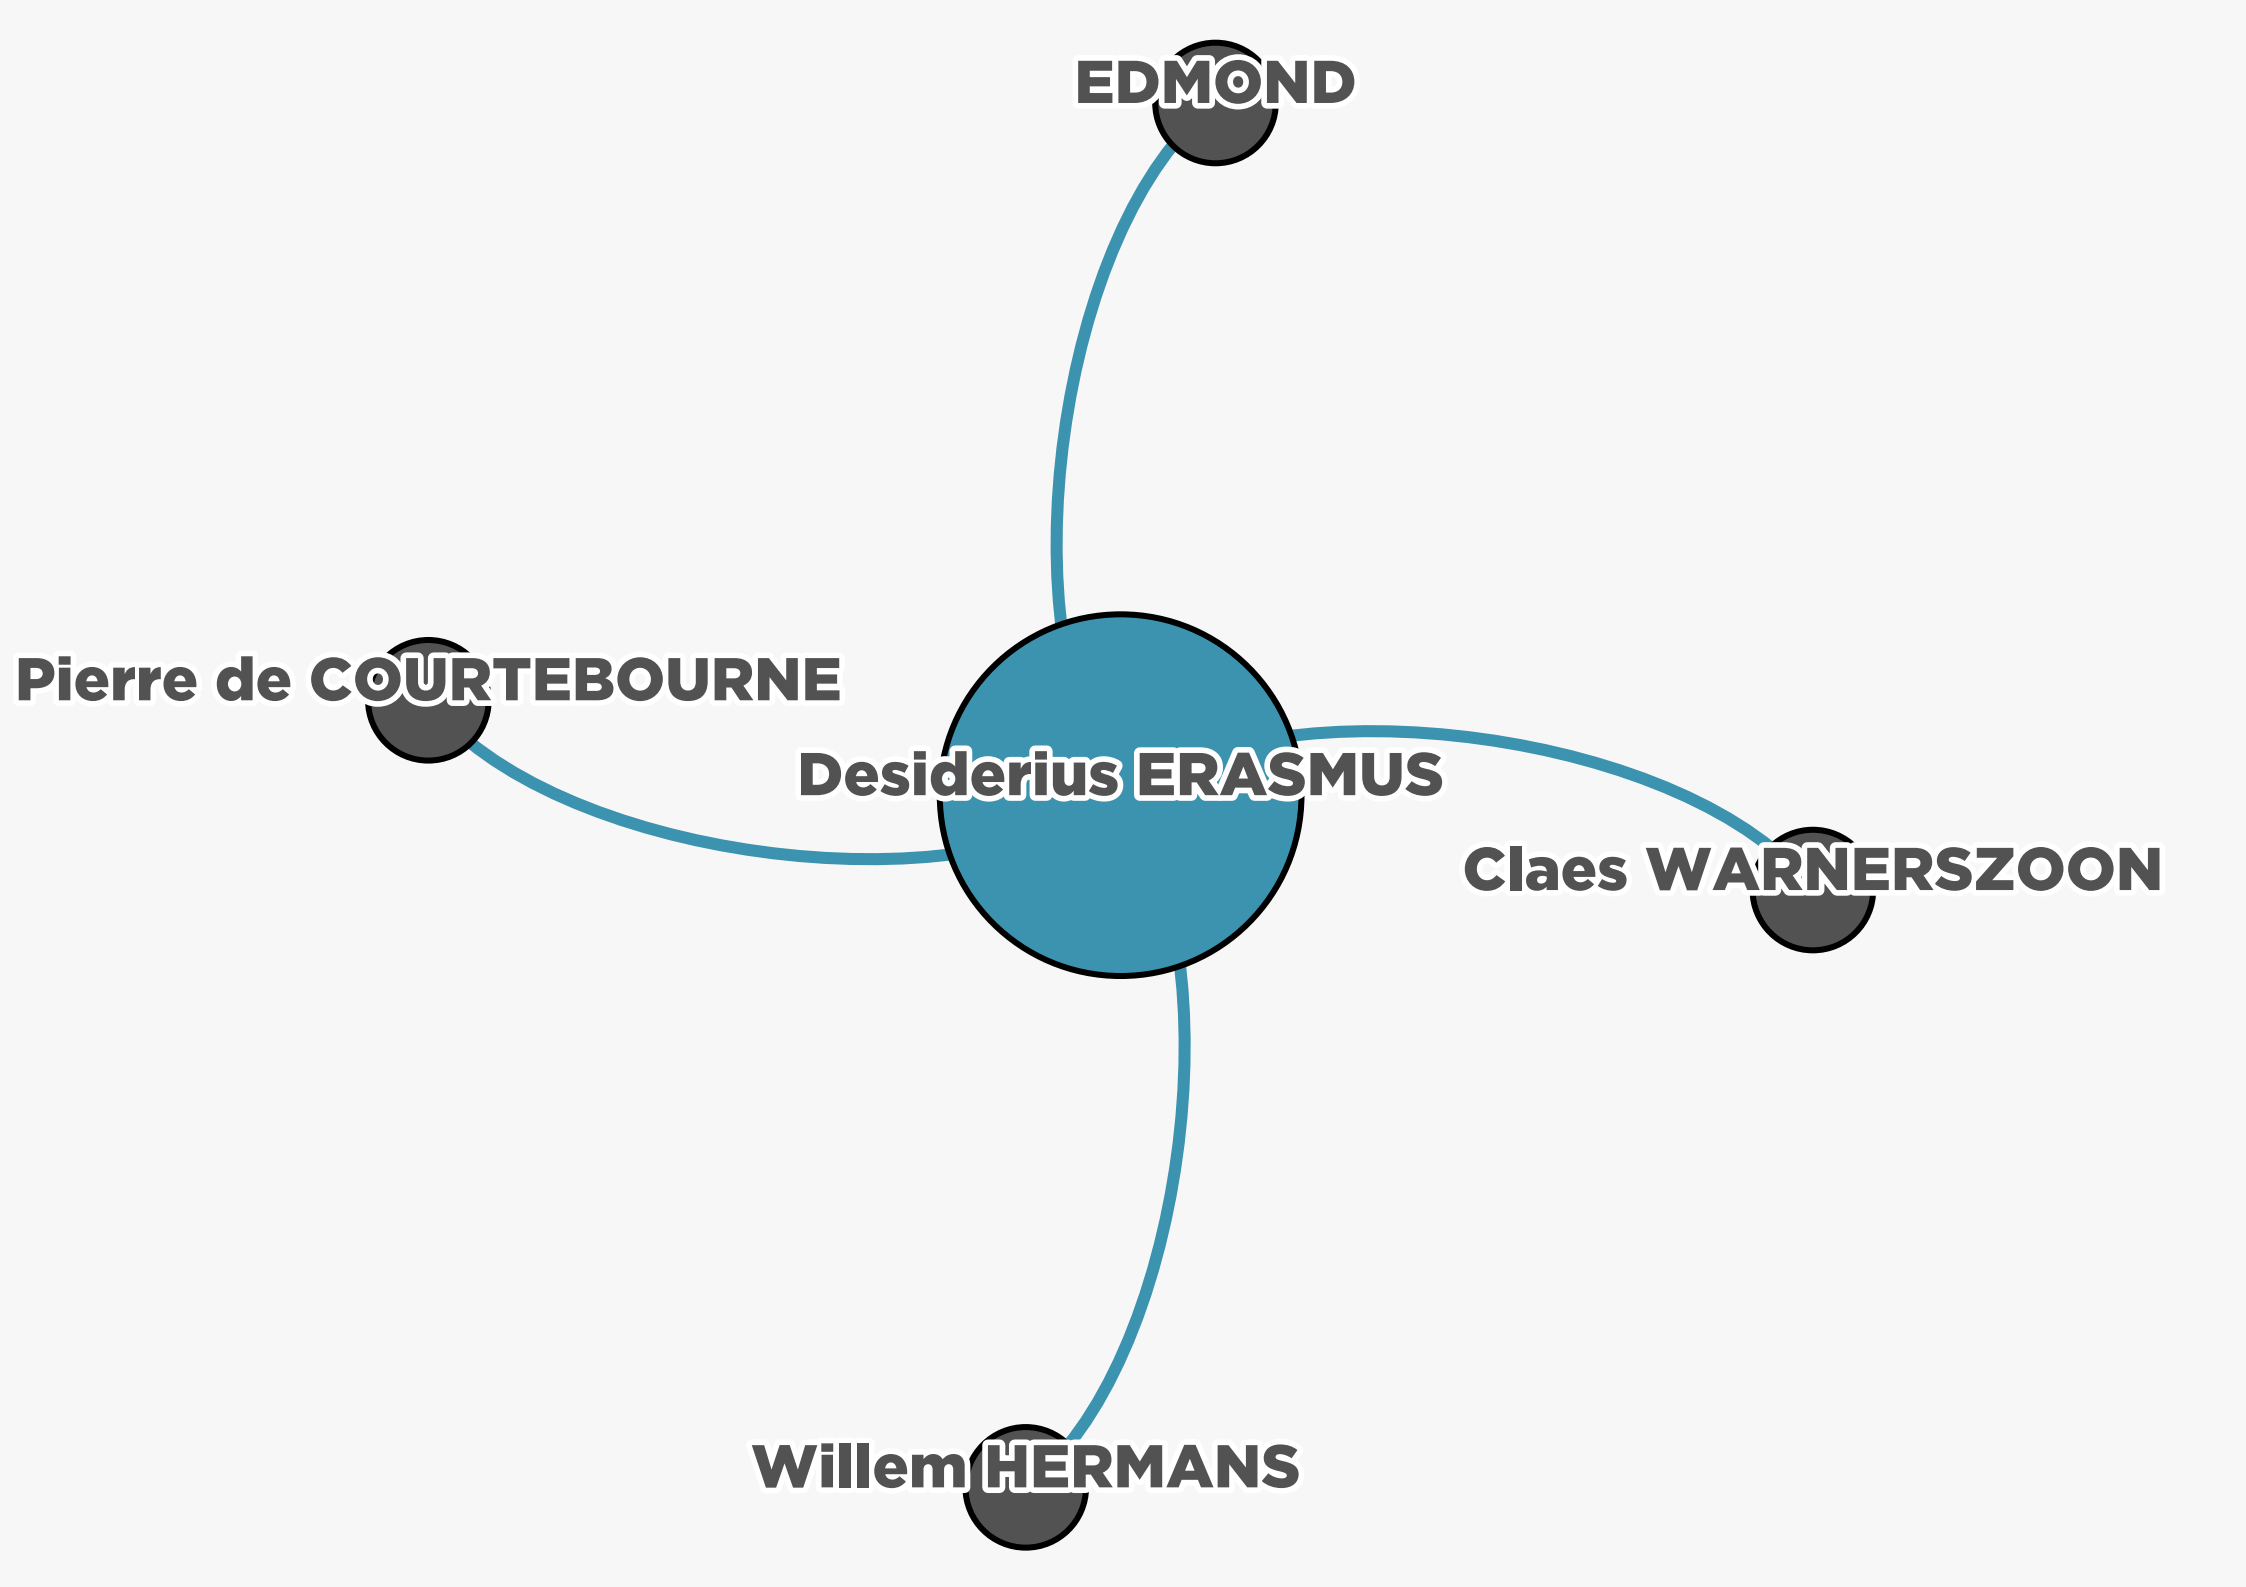 EDMOND
Pierre de COURTEBOURNE
Desiderius ERASMUS
Claes WARNERSZOON
Willem HERMANS